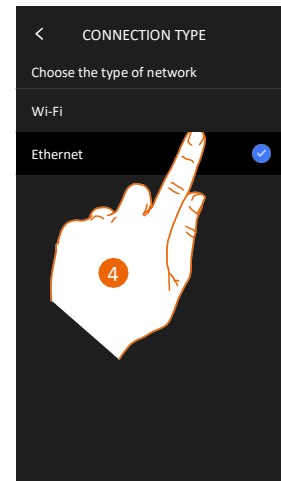 CONNECTION TYPE
Choose the type of network
Wi-Fi
Ethernet
4